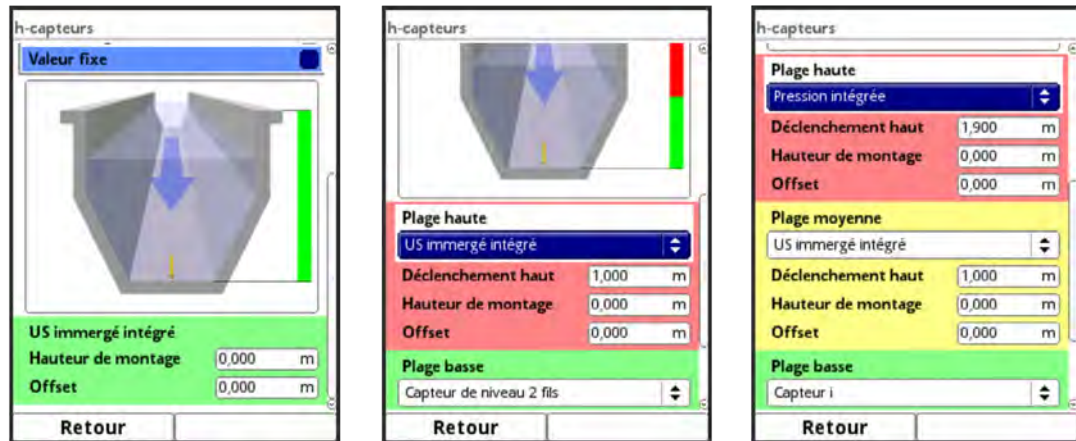 h-capteurs
Valeur fixe
US immergé intégré
Hauteur de montage 0,000 m
Offset 0,000 m
Retour
h-capteurs
Plage haute
US immergé intégré
Déclenchement haut 1,000 m
Hauteur de montage 0,000 m
Offset 0,000 m
Plage basse
Capteur de niveau 2 fils
Retour
h-capteurs
Plage haute
Pression intégrée
Déclenchement haut 1,900 m
Hauteur de montage 0,000 m
Offset 0,000 m
Plage moyenne
US immergé intégré
Déclenchement haut 1,000 m
Hauteur de montage 0,000 m
Offset 0,000 m
Plage basse
Capteur i
Retour